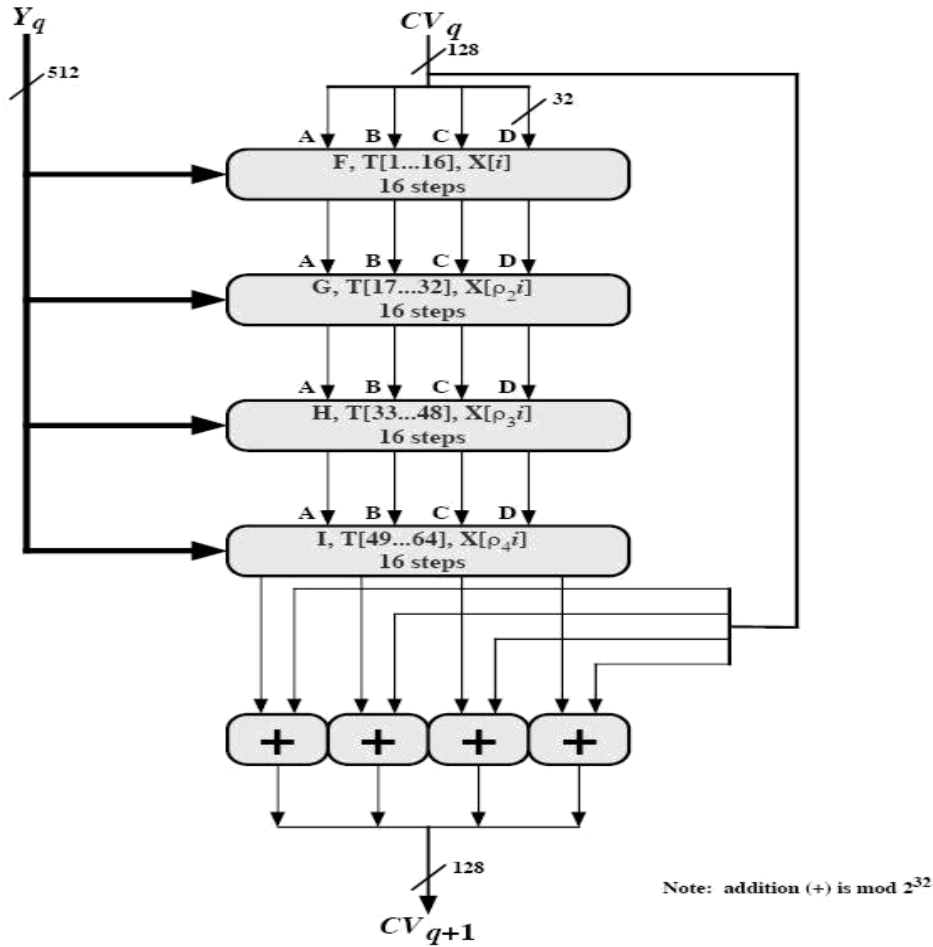 Yq
CVq
128
512
32
A B C D
F, T[1...16], X[i]
16 steps
A B C D
G, T[17...32], X[ρ2i]
16 steps
A B C D
H, T[33...48], X[ρ3i]
16 steps
A B C D
I, T[49...64], X[ρ4i]
16 steps
+ + + +
128
Note: addition (+) is mod 2^32
CVq+1